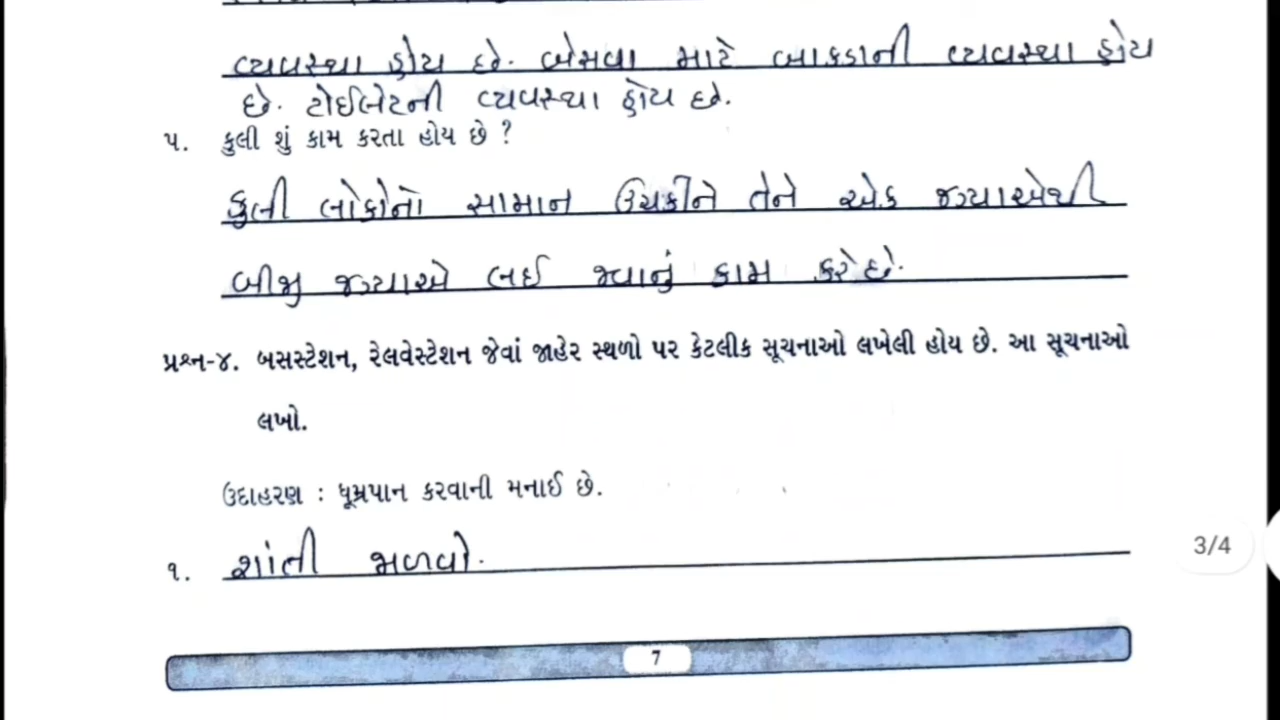 વ્યવસ્થા હોય છે. બેસવા માટે બાકડાની વ્યવસ્થા હોય
છે. ટોઈલેટની વ્યવસ્થા હોય છે.
૫. કુલી શું કામ કરતા હોય છે ?
કુલી લોકોનો સામાન ઉંચકીને તેને એક જગ્યાએથી
બીજી જગ્યાએ લઈ જવાનું કામ કરે છે.
પ્રશ્ન-૪. બસસ્ટેશન, રેલવેસ્ટેશન જેવાં જાહેર સ્થળો પર કેટલીક સૂચનાઓ લખેલી હોય છે. આ સૂચનાઓ
લખો.
ઉદાહરણ : ધૂમ્રપાન કરવાની મનાઈ છે.
૧. શાંતી જાળવો.
3/4
7